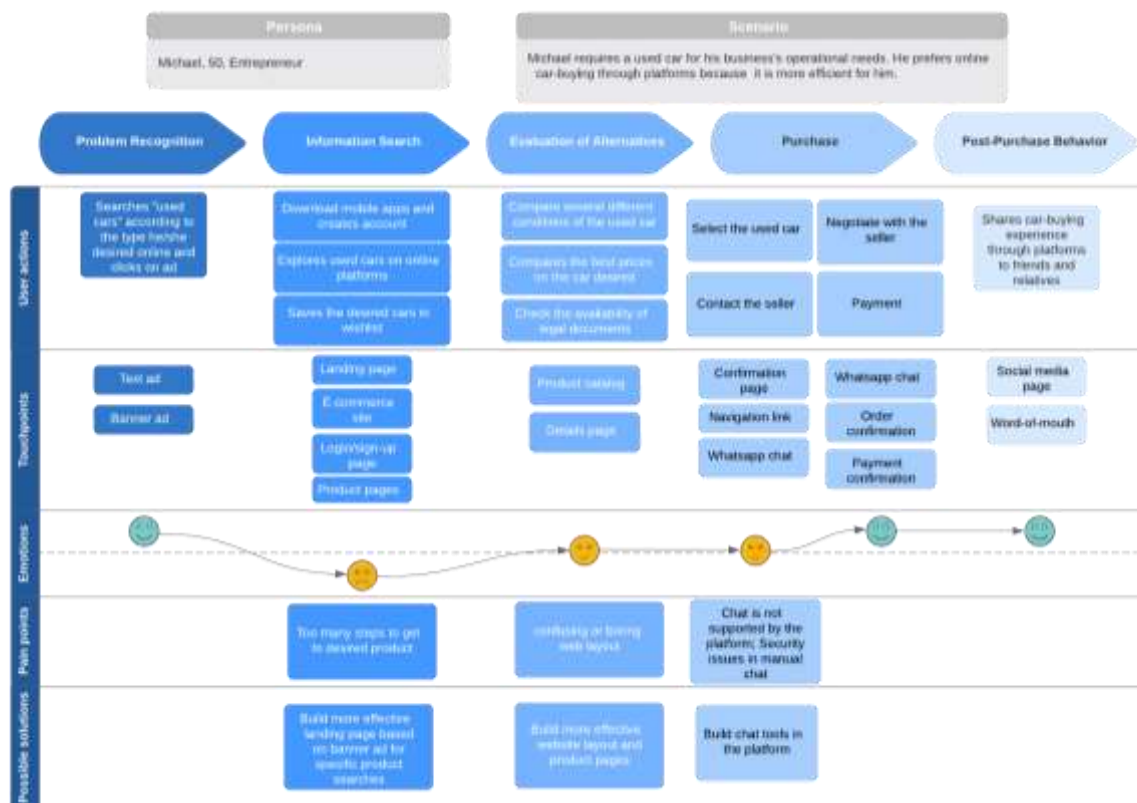 Persona
Michael, 50, Entrepreneur
Scenario
Michael requires a used car for his business's operational needs. He prefers online
car-buying through platforms because it is more efficient for him.
Problem Recognition
Information Search
Evaluation of Alternatives
Purchase
Post-Purchase Behavior
User actions
Searches "used
cars" according to
the type he/she
desired online and
clicks on ad
Download mobile apps and
creates account
Explores used cars on online
platforms
Saves the desired cars to
wishlist
Compare several different
conditions of the used car
Compares the best prices
on the car desired
Check the availability of
legal documents
Select the used car
Negotiate with the
seller
Contact the seller
Payment
Shares car-buying
experience
through platforms
to friends and
relatives
Touchpoints
Text ad
Banner ad
Landing page
E-commerce
site
Login/sign-up
page
Product pages
Product catalog
Details page
Confirmation
page
Navigation link
Whatsapp chat
Whatsapp chat
Order
confirmation
Payment
confirmation
Social media
page
Word-of-mouth
Emotions
Pain points
Too many steps to get
to desired product
confusing or boring
web layout
Chat is not
supported by the
platform; Security
issues in manual
chat
Possible solutions
Build more effective
landing page based
on banner ad for
specific product
searches
Build more effective
website layout and
product pages
Build chat tools in
the platform